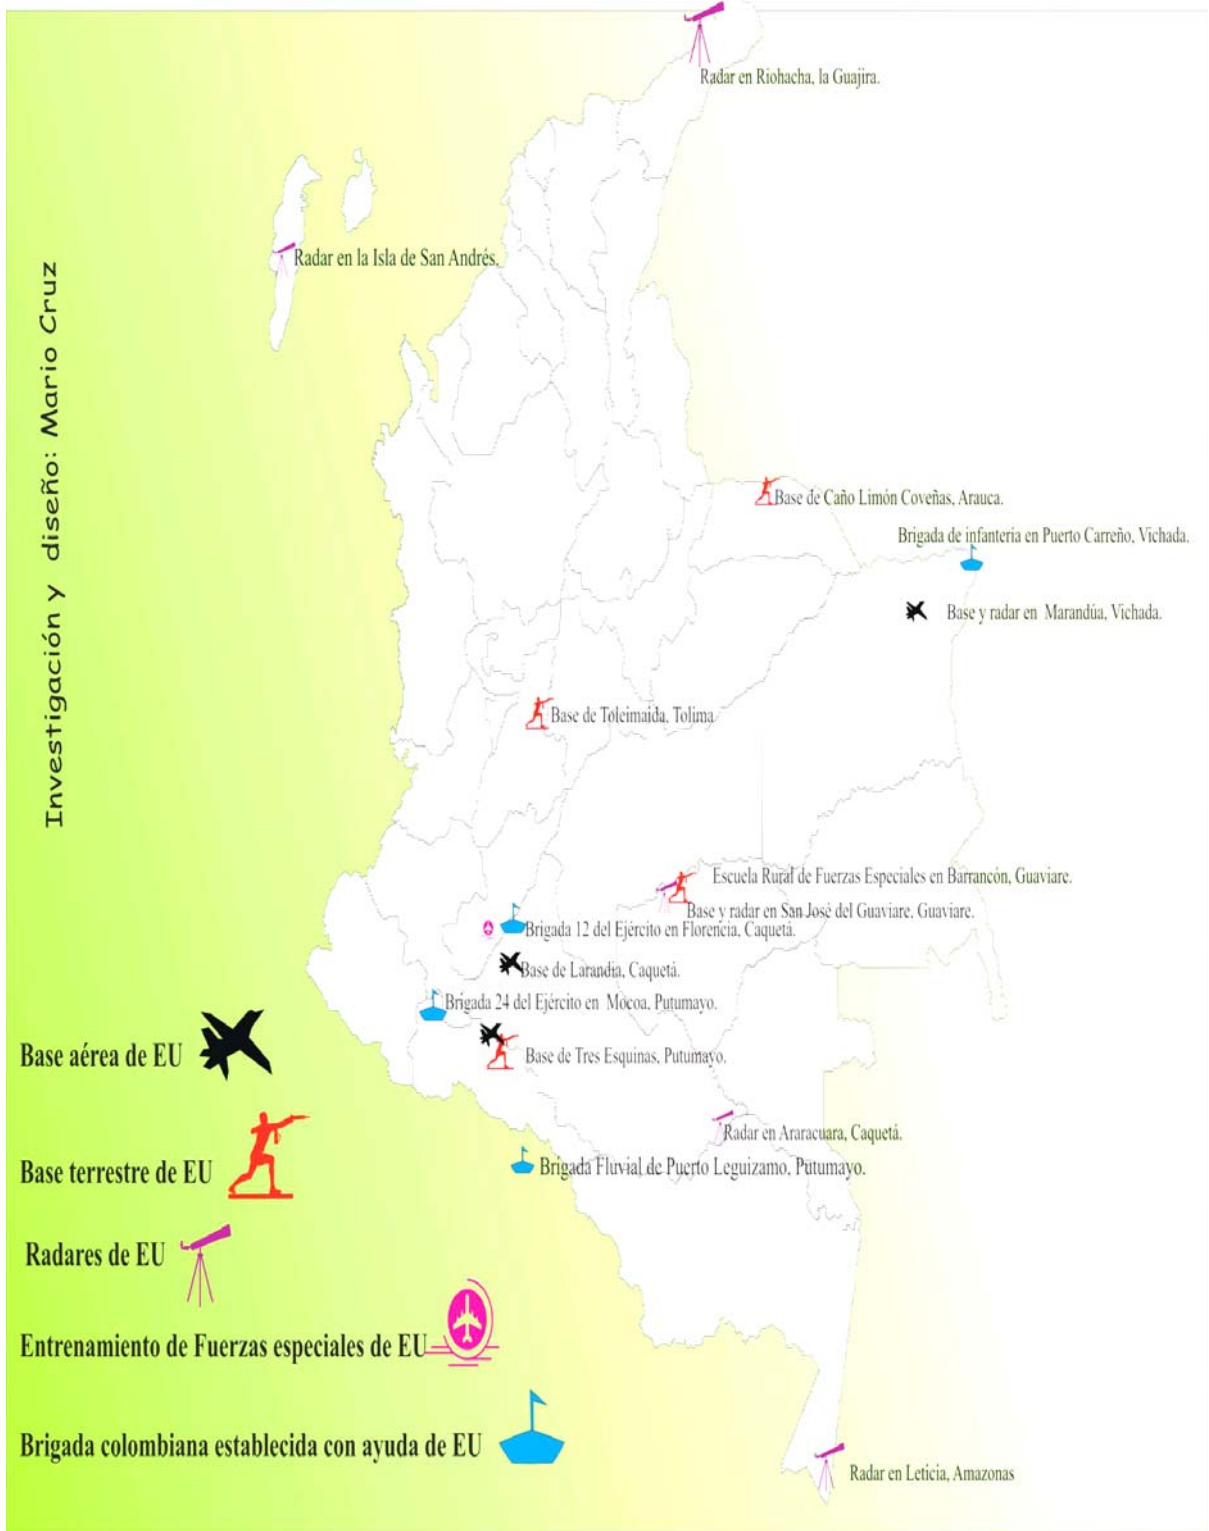 Radar en Riohacha, la Guajira.
Radar en la Isla de San Andrés.
Investigación y diseño: Mario Cruz
Base de Caño Limón Coveñas, Arauca.
Brigada de infanteria en Puerto Carreño, Vichada.
Base y radar en Marandúa, Vichada.
Base de Toleimaida, Tolima
Escuela Rural de Fuerzas Especiales en Barrancón, Guaviare.
Base y radar en San José del Guaviare, Guaviare.
Brigada 12 del Ejército en Florencia, Caquetá.
Base de Larandia, Caquetá.
Brigada 24 del Ejército en Mocoa, Putumayo.
Base de Tres Esquinas, Putumayo.
Radar en Araracuara, Caquetá.
Brigada Fluvial de Puerto Leguizamo, Putumayo.
Radar en Leticia, Amazonas
Base aérea de EU
Base terrestre de EU
Radares de EU
Entrenamiento de Fuerzas especiales de EU
Brigada colombiana establecida con ayuda de EU